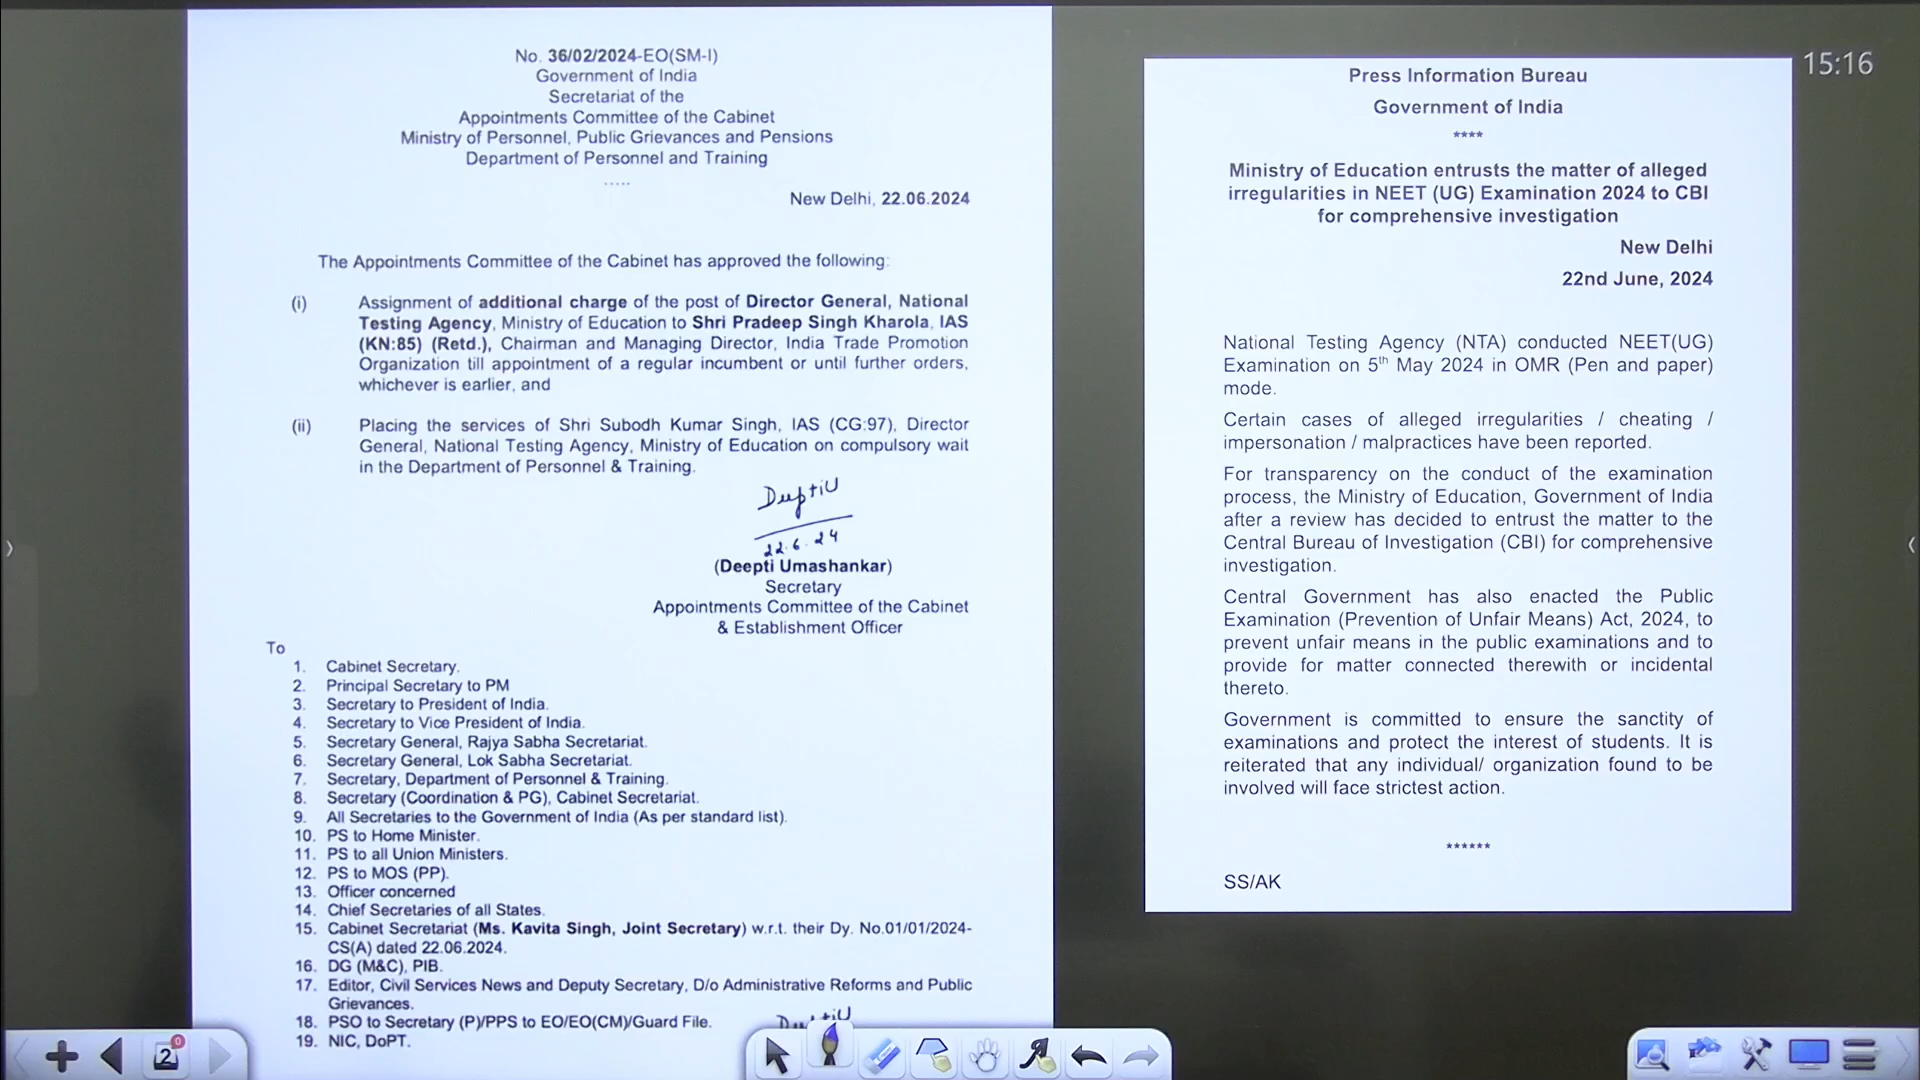 No. 36/02/2024-EO(SM-I)
Government of India
Secretariat of the
Appointments Committee of the Cabinet
Ministry of Personnel, Public Grievances and Pensions
Department of Personnel and Training
.....
New Delhi, 22.06.2024
The Appointments Committee of the Cabinet has approved the following:
(i) Assignment of additional charge of the post of Director General, National
Testing Agency, Ministry of Education to Shri Pradeep Singh Kharola, IAS
(KN:85) (Retd.), Chairman and Managing Director, India Trade Promotion
Organization till appointment of a regular incumbent or until further orders,
whichever is earlier, and
(ii) Placing the services of Shri Subodh Kumar Singh, IAS (CG:97), Director
General, National Testing Agency, Ministry of Education on compulsory wait
in the Department of Personnel & Training.
DeeptiU
22.6.24
(Deepti Umashankar)
Secretary
Appointments Committee of the Cabinet
& Establishment Officer
To
1. Cabinet Secretary.
2. Principal Secretary to PM
3. Secretary to President of India.
4. Secretary to Vice President of India.
5. Secretary General, Rajya Sabha Secretariat.
6. Secretary General, Lok Sabha Secretariat.
7. Secretary, Department of Personnel & Training.
8. Secretary (Coordination & PG), Cabinet Secretariat.
9. All Secretaries to the Government of India (As per standard list).
10. PS to Home Minister.
11. PS to all Union Ministers.
12. PS to MOS (PP).
13. Officer concerned
14. Chief Secretaries of all States.
15. Cabinet Secretariat (Ms. Kavita Singh, Joint Secretary) w.r.t. their Dy. No.01/01/2024-
CS(A) dated 22.06.2024.
16. DG (M&C), PIB.
17. Editor, Civil Services News and Deputy Secretary, D/o Administrative Reforms and Public
Grievances.
18. PSO to Secretary (P)/PPS to EO/EO(CM)/Guard File.
19. NIC, DoPT.
15:16
Press Information Bureau
Government of India
****
Ministry of Education entrusts the matter of alleged
irregularities in NEET (UG) Examination 2024 to CBI
for comprehensive investigation
New Delhi
22nd June, 2024
National Testing Agency (NTA) conducted NEET(UG)
Examination on 5th May 2024 in OMR (Pen and paper)
mode.
Certain cases of alleged irregularities / cheating /
impersonation / malpractices have been reported.
For transparency on the conduct of the examination
process, the Ministry of Education, Government of India
after a review has decided to entrust the matter to the
Central Bureau of Investigation (CBI) for comprehensive
investigation.
Central Government has also enacted the Public
Examination (Prevention of Unfair Means) Act, 2024, to
prevent unfair means in the public examinations and to
provide for matter connected therewith or incidental
thereto.
Government is committed to ensure the sanctity of
examinations and protect the interest of students. It is
reiterated that any individual/ organization found to be
involved will face strictest action.
******
SS/AK
2
0